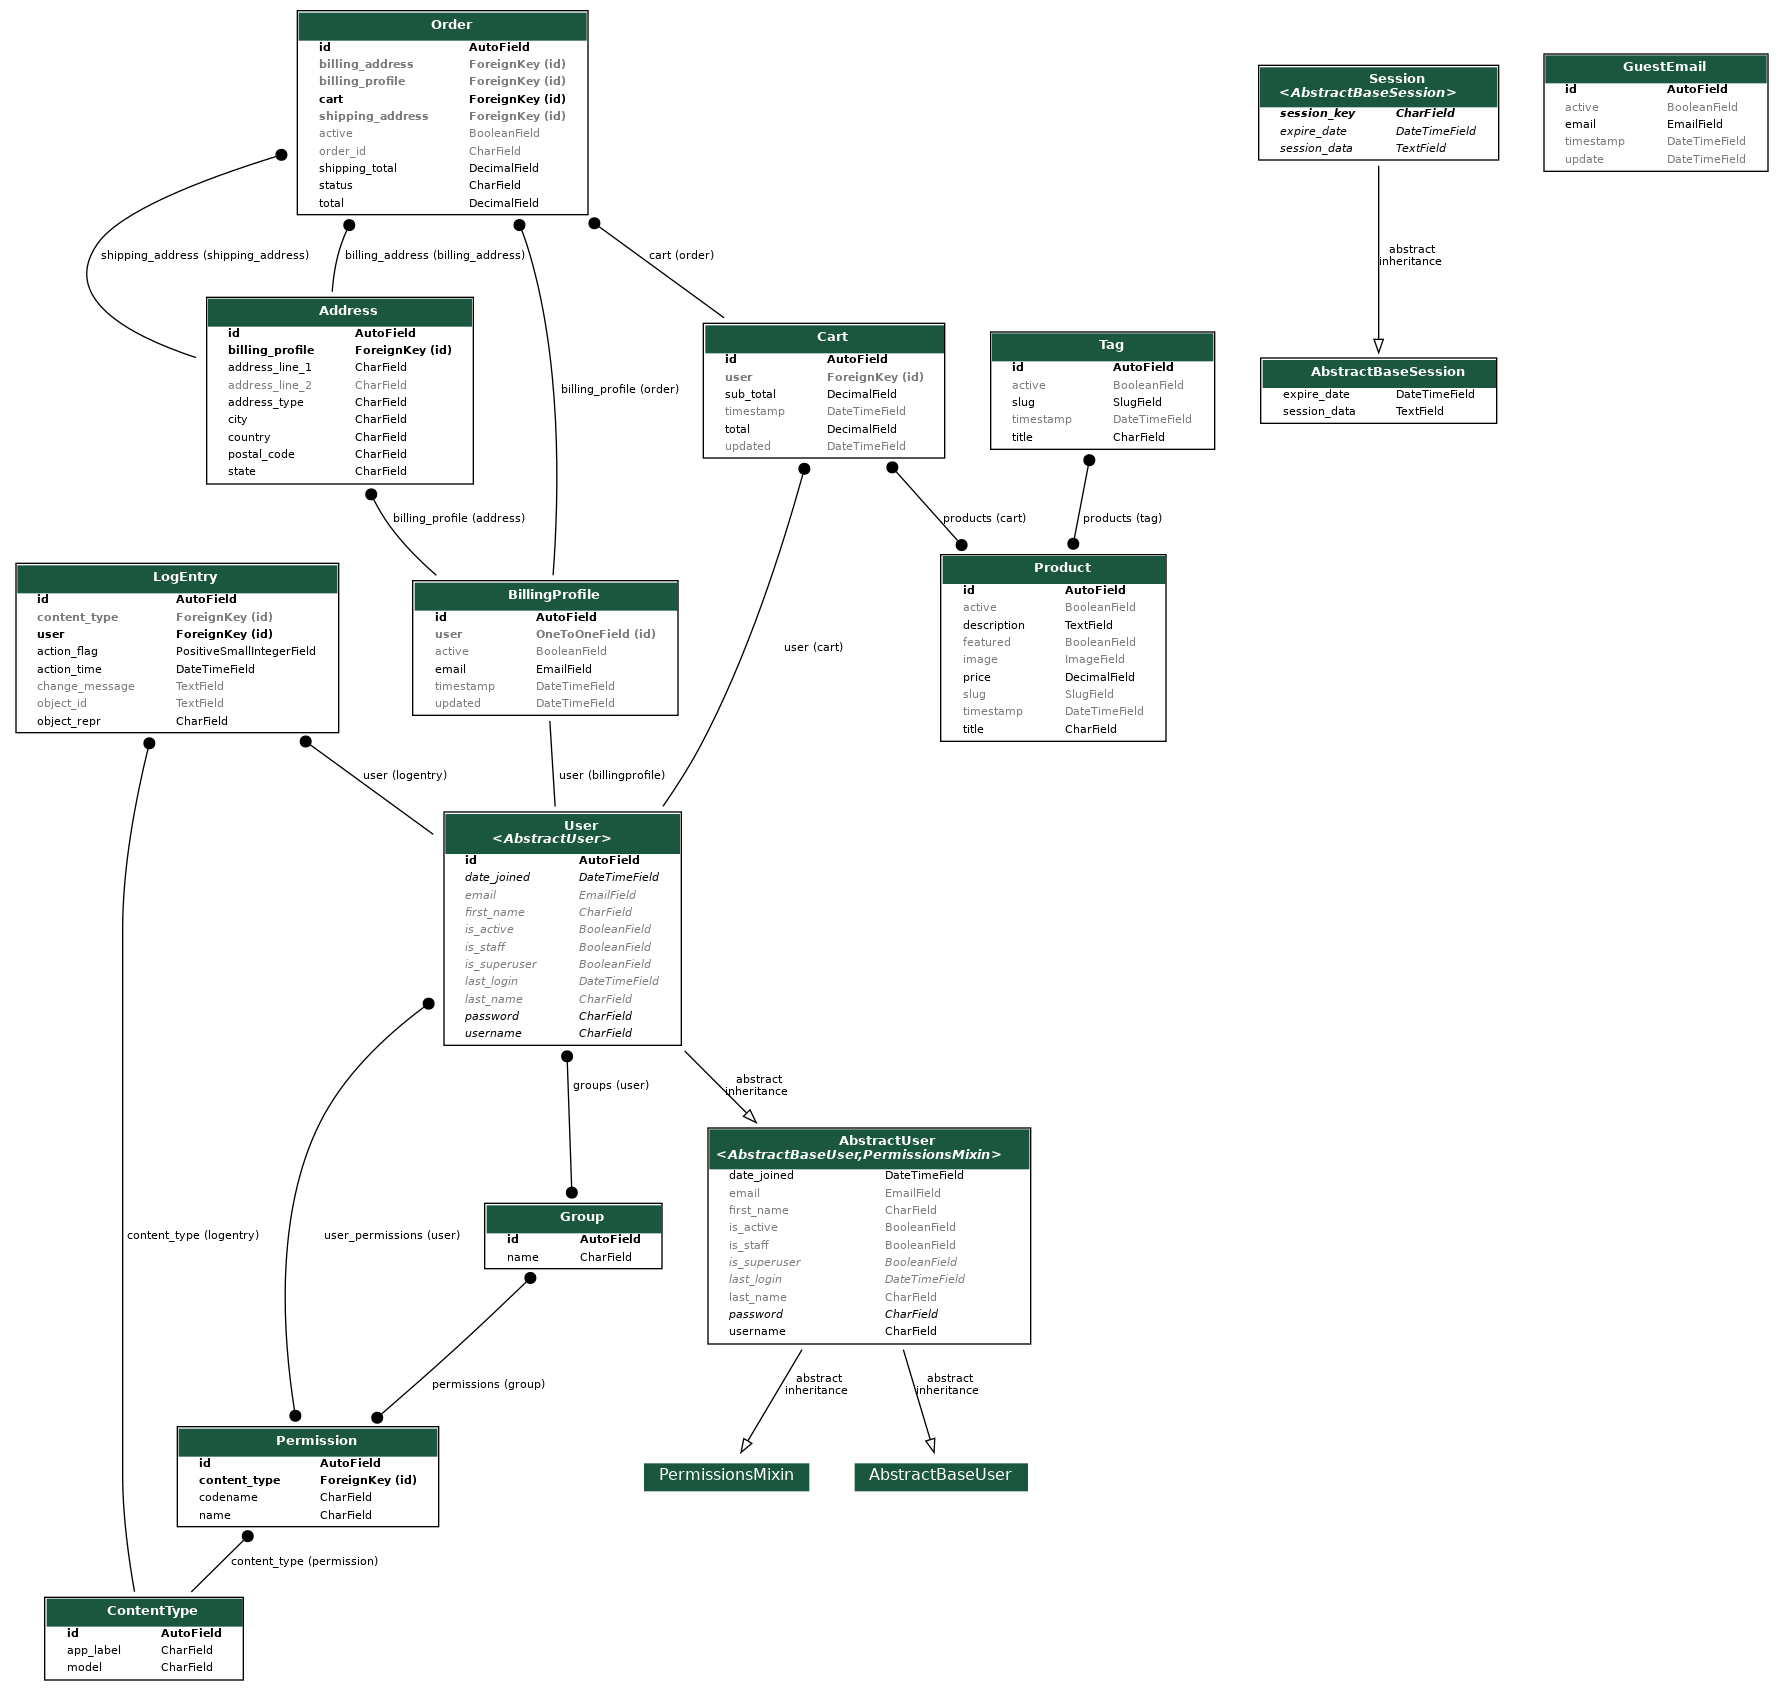 Order
id AutoField
billing_address ForeignKey (id)
billing_profile ForeignKey (id)
cart ForeignKey (id)
shipping_address ForeignKey (id)
active BooleanField
order_id CharField
shipping_total DecimalField
status CharField
total DecimalField
Session
<AbstractBaseSession>
session_key CharField
expire_date DateTimeField
session_data TextField
GuestEmail
id AutoField
active BooleanField
email EmailField
timestamp DateTimeField
update DateTimeField
shipping_address (shipping_address)
billing_address (billing_address)
cart (order)
abstract
inheritance
Address
id AutoField
billing_profile ForeignKey (id)
address_line_1 CharField
address_line_2 CharField
address_type CharField
city CharField
country CharField
postal_code CharField
state CharField
billing_profile (order)
Cart
id AutoField
user ForeignKey (id)
sub_total DecimalField
timestamp DateTimeField
total DecimalField
updated DateTimeField
Tag
id AutoField
active BooleanField
slug SlugField
timestamp DateTimeField
title CharField
AbstractBaseSession
expire_date DateTimeField
session_data TextField
billing_profile (address)
products (cart)
products (tag)
LogEntry
id AutoField
content_type ForeignKey (id)
user ForeignKey (id)
action_flag PositiveSmallIntegerField
action_time DateTimeField
change_message TextField
object_id TextField
object_repr CharField
BillingProfile
id AutoField
user OneToOneField (id)
active BooleanField
email EmailField
timestamp DateTimeField
updated DateTimeField
user (cart)
Product
id AutoField
active BooleanField
description TextField
featured BooleanField
image ImageField
price DecimalField
slug SlugField
timestamp DateTimeField
title CharField
user (logentry)
user (billingprofile)
User
<AbstractUser>
id AutoField
date_joined DateTimeField
email EmailField
first_name CharField
is_active BooleanField
is_staff BooleanField
is_superuser BooleanField
last_login DateTimeField
last_name CharField
password CharField
username CharField
groups (user)
abstract
inheritance
content_type (logentry)
user_permissions (user)
Group
id AutoField
name CharField
AbstractUser
<AbstractBaseUser,PermissionsMixin>
date_joined DateTimeField
email EmailField
first_name CharField
is_active BooleanField
is_staff BooleanField
is_superuser BooleanField
last_login DateTimeField
last_name CharField
password CharField
username CharField
permissions (group)
abstract
inheritance
abstract
inheritance
Permission
id AutoField
content_type ForeignKey (id)
codename CharField
name CharField
PermissionsMixin
AbstractBaseUser
content_type (permission)
ContentType
id AutoField
app_label CharField
model CharField